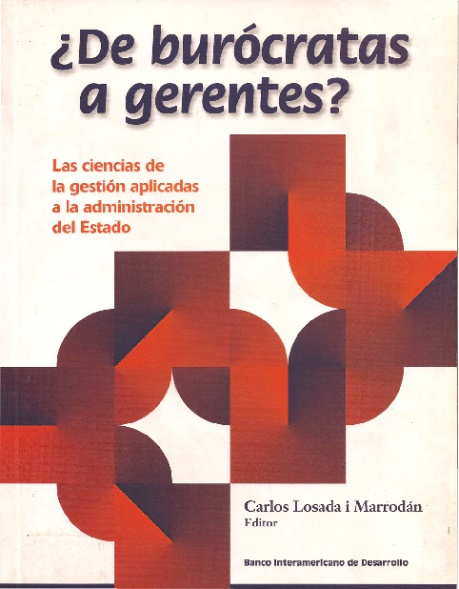 ¿De burócratas
a gerentes?
Las ciencias de
la gestión aplicadas
a la administración
del Estado
Carlos Losada i Marrodán
Editor
Banco Interamericano de Desarrollo